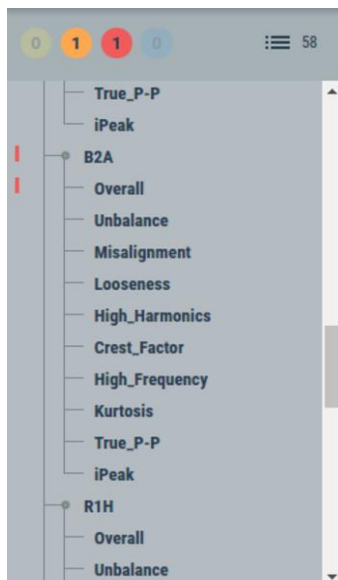 0 1 1 0 58
True_P-P
iPeak
B2A
Overall
Unbalance
Misalignment
Looseness
High_Harmonics
Crest_Factor
High_Frequency
Kurtosis
True_P-P
iPeak
R1H
Overall
Unbalance